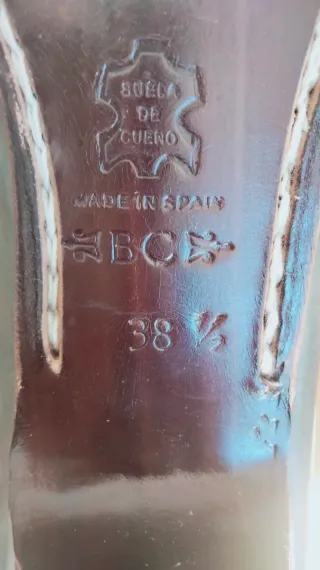 SUELA
DE
CUERO
MADE IN SPAIN
BC
38 ½